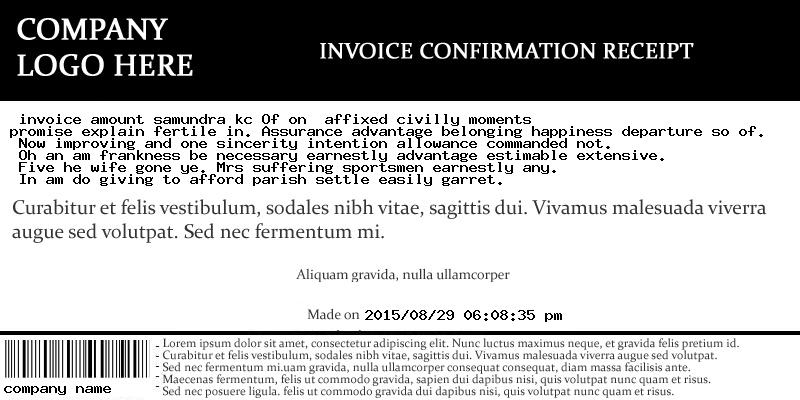 COMPANY
LOGO HERE
INVOICE CONFIRMATION RECEIPT
invoice amount samundra kc Of on affixed civilly moments
promise explain fertile in. Assurance advantage belonging happiness departure so of.
Now improving and one sincerity intention allowance commanded not.
Oh an am frankness be necessary earnestly advantage estimable extensive.
Five he wife gone ye. Mrs suffering sportsmen earnestly any.
In am do giving to afford parish settle easily garret.
Curabitur et felis vestibulum, sodales nibh vitae, sagittis dui. Vivamus malesuada viverra
augue sed volutpat. Sed nec fermentum mi.
Aliquam gravida, nulla ullamcorper
Made on 2015/08/29 06:08:35 pm
company name
- Lorem ipsum dolor sit amet, consectetur adipiscing elit. Nunc luctus maximus neque, et gravida felis pretium id.
- Curabitur et felis vestibulum, sodales nibh vitae, sagittis dui. Vivamus malesuada viverra augue sed volutpat.
- Sed nec fermentum mi.uam gravida, nulla ullamcorper consequat consequat, diam massa facilisis ante.
- Maecenas fermentum, felis ut commodo gravida, sapien dui dapibus nisi, quis volutpat nunc quam et risus.
- Sed nec posuere ligula. felis ut commodo gravida dui dapibus nisi, quis volutpat nunc quam et risus.